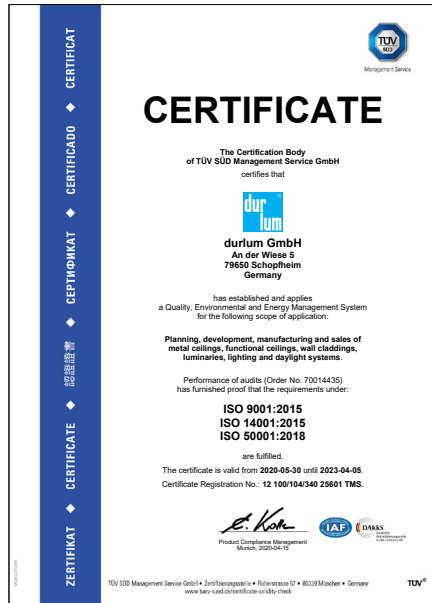 TÜV
SÜD
Management Service
CERTIFICATE
The Certification Body
of TÜV SÜD Management Service GmbH
certifies that
dur
lum
durlum GmbH
An der Wiese 5
79650 Schopfheim
Germany
has established and applies
a Quality, Environmental and Energy Management System
for the following scope of application:
Planning, development, manufacturing and sales of
metal ceilings, functional ceilings, wall claddings,
luminaries, lighting and daylight systems.
Performance of audits (Order No. 70014435)
has furnished proof that the requirements under:
ISO 9001:2015
ISO 14001:2015
ISO 50001:2018
are fulfilled.
The certificate is valid from 2020-05-30 until 2023-04-05.
Certificate Registration No.: 12 100/104/340 25601 TMS.
Product Compliance Management
Munich, 2020-04-15
IAF
DAkkS
TÜV SÜD Management Service GmbH • Zertifizierungsstelle • Ridlerstrasse 57 • 80339 München • Germany
www.tuev-sued.de/certificate-validity-check
TÜV®
ZERTIFIKAT ◆ CERTIFICATE ◆ 認證證書 ◆ СЕРТИФИКАТ ◆ CERTIFICADO ◆ CERTIFICAT